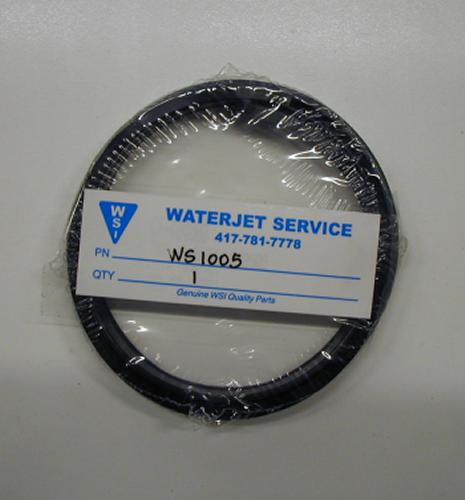 WSI
WATERJET SERVICE
417-781-7778
PN WS1005
QTY 1
Genuine WSI Quality Parts